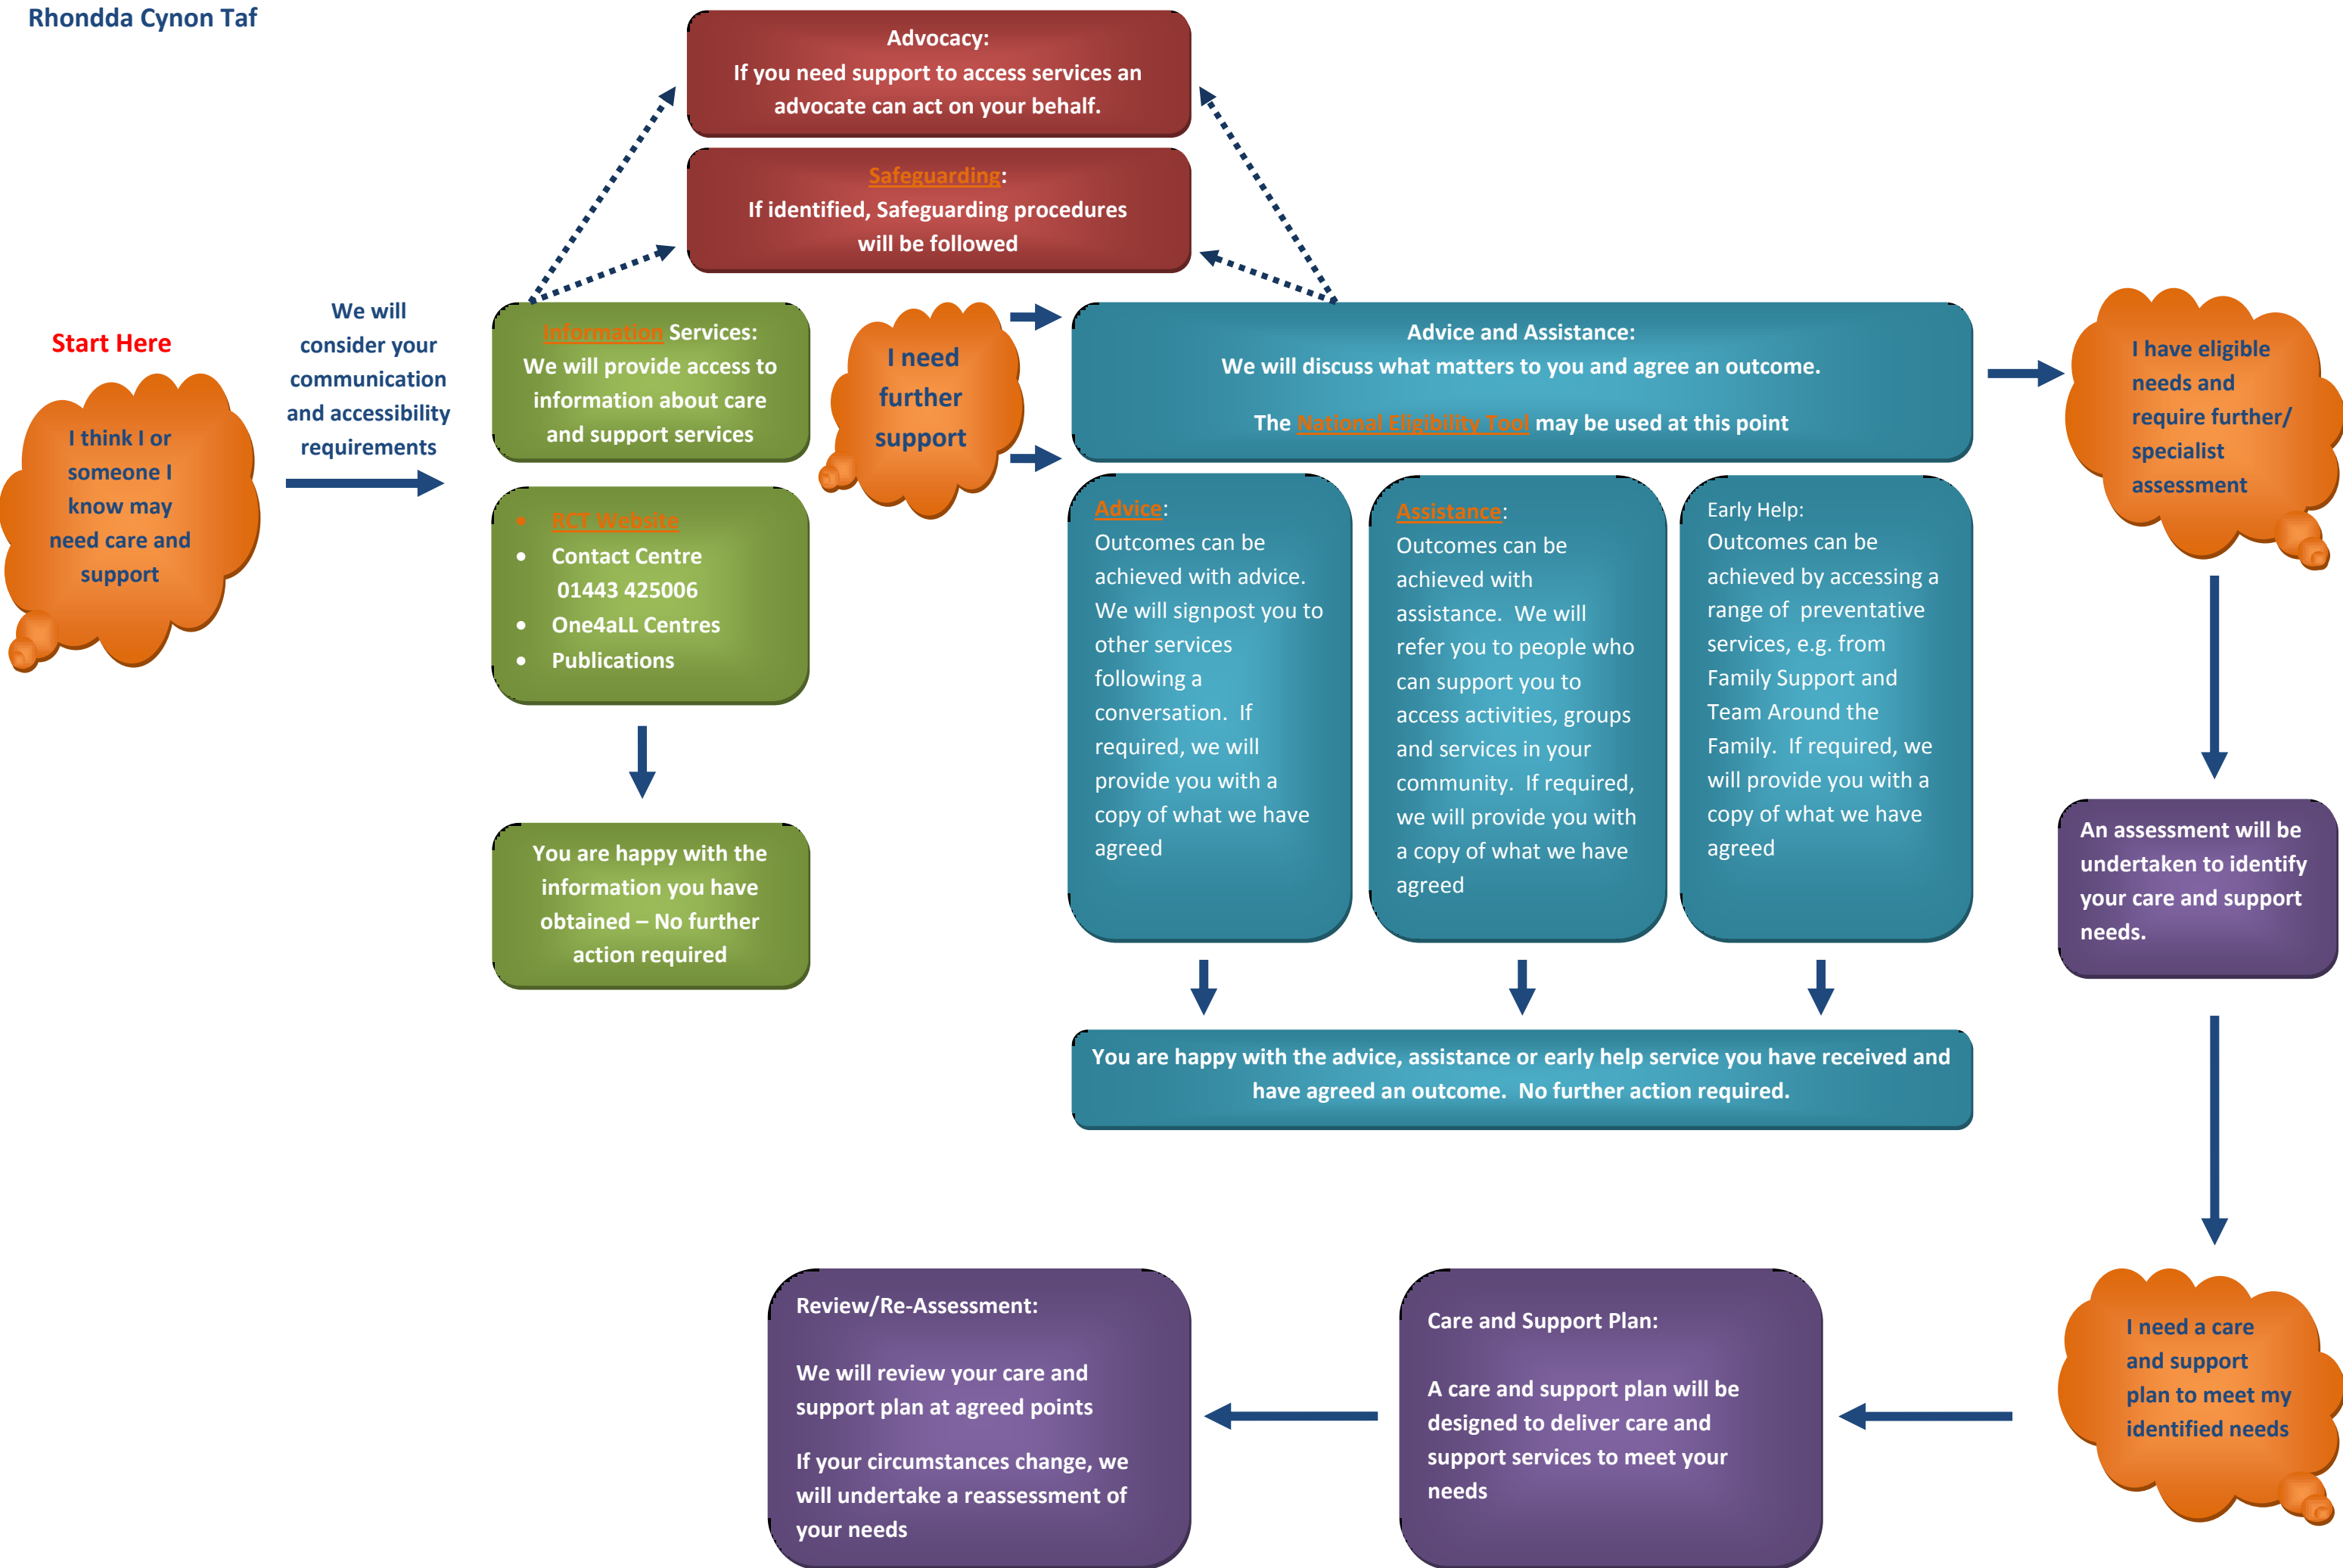 Rhondda Cynon Taf
Advocacy:
If you need support to access services an
advocate can act on your behalf.
Safeguarding:
If identified, Safeguarding procedures
will be followed
Start Here
I think I or
someone I
know may
need care and
support
We will
consider your
communication
and accessibility
requirements
Information Services:
We will provide access to
information about care
and support services
• RCT Website
• Contact Centre
01443 425006
• One4aLL Centres
• Publications
You are happy with the
information you have
obtained – No further
action required
I need
further
support
Advice and Assistance:
We will discuss what matters to you and agree an outcome.
The National Eligibility Tool may be used at this point
Advice:
Outcomes can be
achieved with advice.
We will signpost you to
other services
following a
conversation. If
required, we will
provide you with a
copy of what we have
agreed
Assistance:
Outcomes can be
achieved with
assistance. We will
refer you to people who
can support you to
access activities, groups
and services in your
community. If required,
we will provide you with
a copy of what we have
agreed
Early Help:
Outcomes can be
achieved by accessing a
range of preventative
services, e.g. from
Family Support and
Team Around the
Family. If required, we
will provide you with a
copy of what we have
agreed
You are happy with the advice, assistance or early help service you have received and
have agreed an outcome. No further action required.
I have eligible
needs and
require further/
specialist
assessment
An assessment will be
undertaken to identify
your care and support
needs.
I need a care
and support
plan to meet my
identified needs
Care and Support Plan:
A care and support plan will be
designed to deliver care and
support services to meet your
needs
Review/Re-Assessment:
We will review your care and
support plan at agreed points
If your circumstances change, we
will undertake a reassessment of
your needs